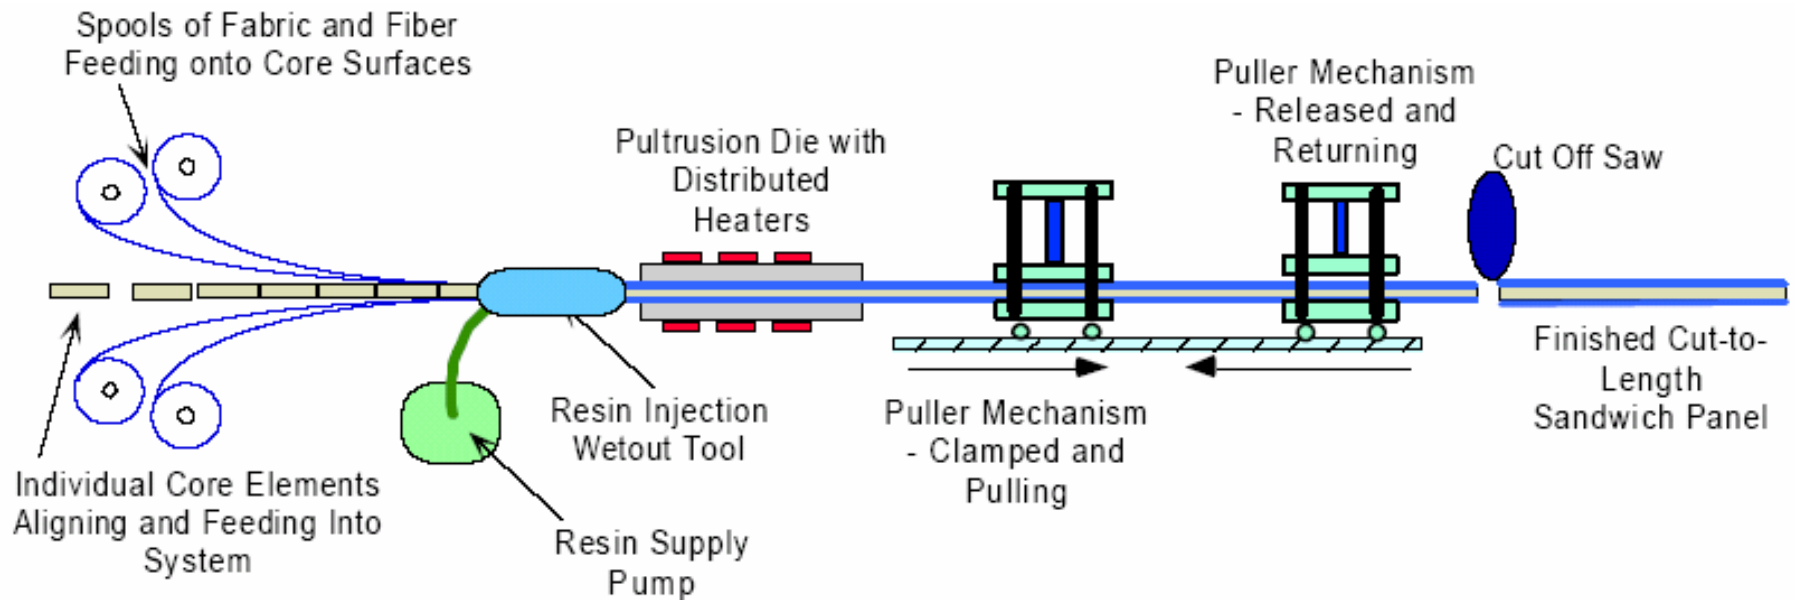 Spools of Fabric and Fiber
Feeding onto Core Surfaces
Pultrusion Die with
Distributed
Heaters
Puller Mechanism
- Released and
Returning
Cut Off Saw
Individual Core Elements
Aligning and Feeding Into
System
Resin Injection
Wetout Tool
Resin Supply
Pump
Puller Mechanism
- Clamped and
Pulling
Finished Cut-to-
Length
Sandwich Panel